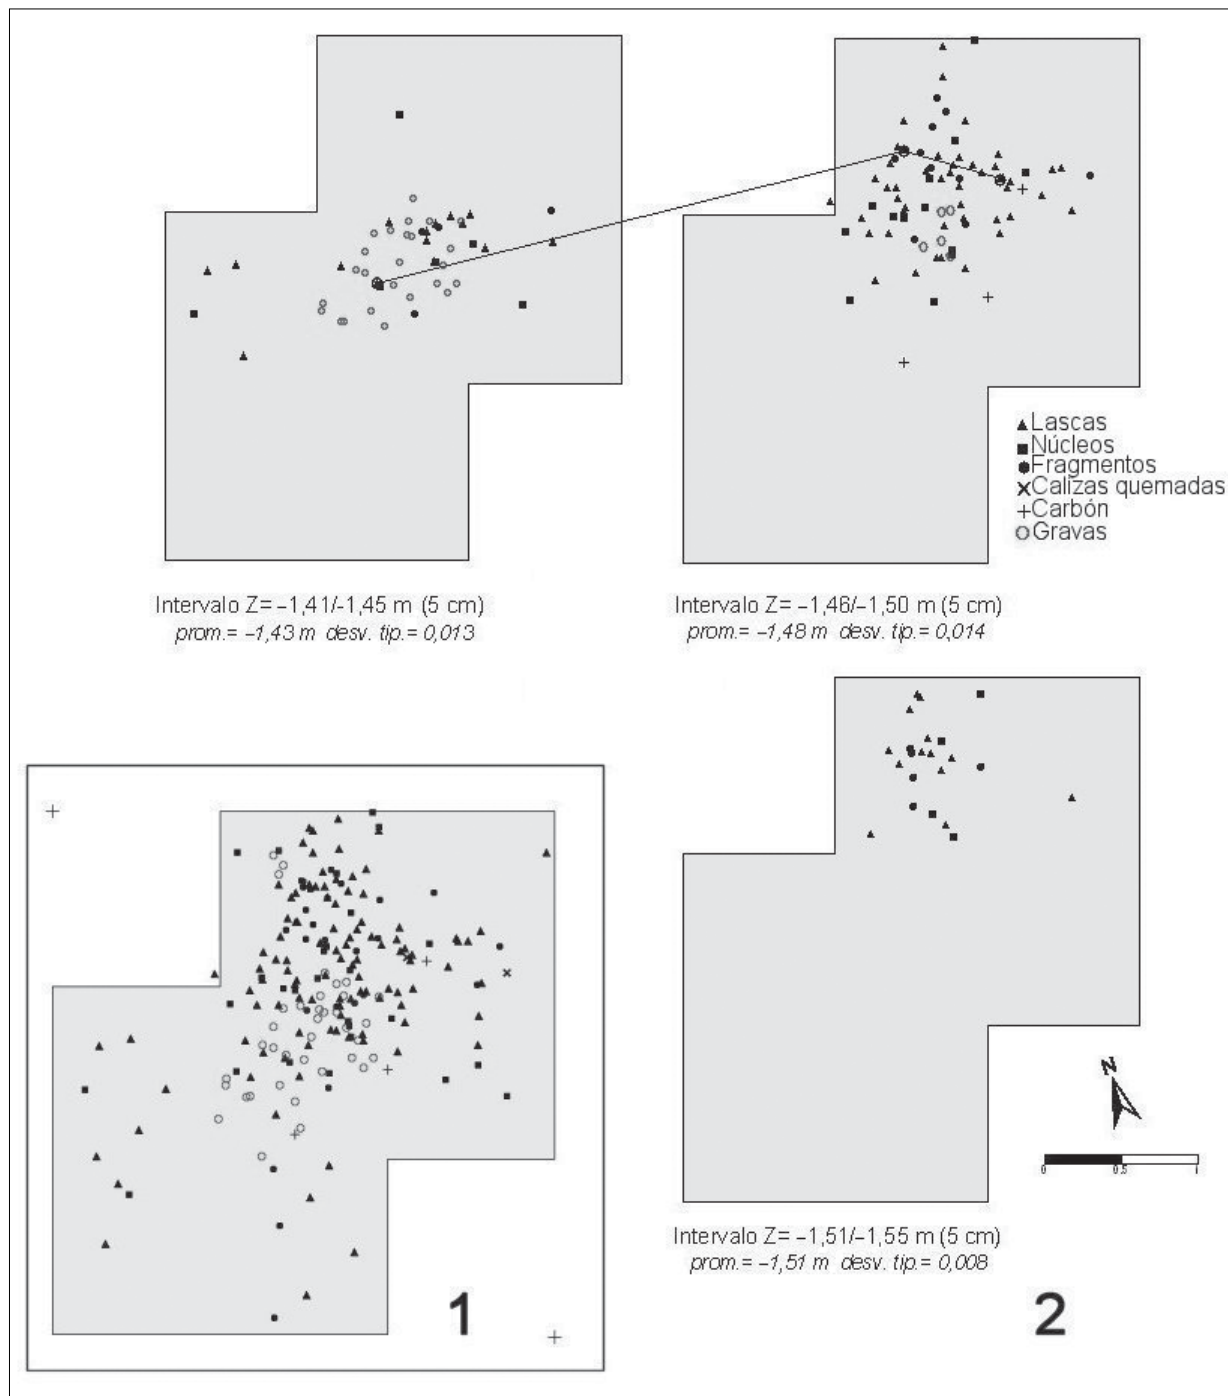 Lascas
Núcleos
Fragmentos
Calizas quemadas
Carbón
Gravas
Intervalo Z= –1,41/-1,45 m (5 cm)
prom.= –1,43 m desv. tip.= 0,013
Intervalo Z= –1,46/–1,50 m (5 cm)
prom.= –1,48 m desv. tip.= 0,014
N
0 0.5 1
Intervalo Z= –1,51/–1,55 m (5 cm)
prom.= –1,51 m desv. tip.= 0,008
1
2